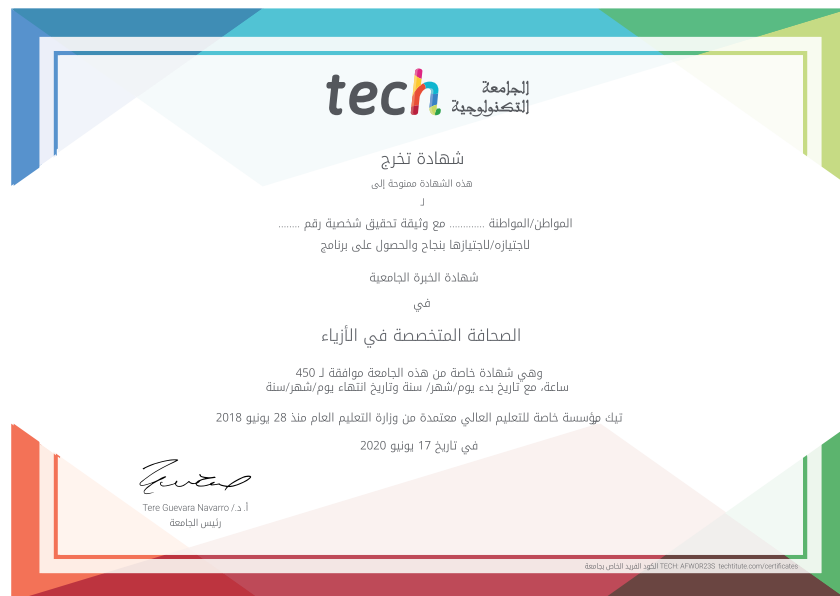 tech الجامعة
التكنولوجية
شهادة تخرج
هذه الشهادة ممنوحة إلى
لـ
المواطن/المواطنة ............. مع وثيقة تحقيق شخصية رقم ........
لاجتيازه/لاجتيازها بنجاح والحصول على برنامج
شهادة الخبرة الجامعية
في
الصحافة المتخصصة في الأزياء
وهي شهادة خاصة من هذه الجامعة موافقة لـ 450
ساعة، مع تاريخ بدء يوم/شهر/ سنة وتاريخ انتهاء يوم/شهر/سنة
تيك مؤسسة خاصة للتعليم العالي معتمدة من وزارة التعليم العام منذ 28 يونيو 2018
في تاريخ 17 يونيو 2020
أ. د./ Tere Guevara Navarro
رئيس الجامعة
الكود الفريد الخاص بجامعة TECH: AFWOR23S techtitute.com/certificates